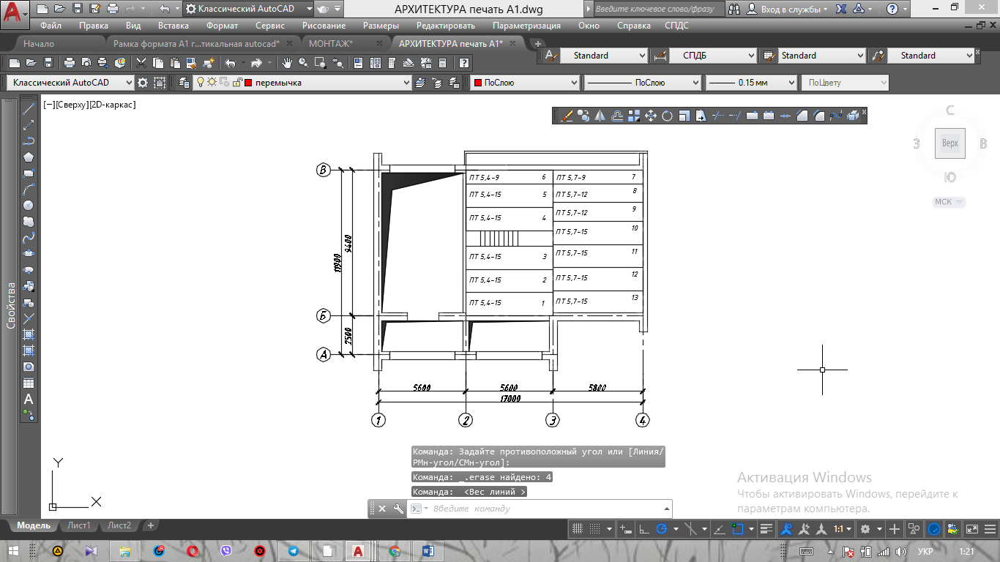 Классический AutoCAD
АРХИТЕКТУРА печать А1.dwg
Введите ключевое слово/фразу
Вход в службы
Файл Правка Вид Вставка Формат Сервис Рисование Размеры Редактировать Параметризация Окно Справка СПДС
Начало
Рамка формата А1 г...тикальная autocad*
МОНТАЖ*
АРХИТЕКТУРА печать А1*
Standard
СПДБ
Standard
Standard
Классический AutoCAD
перемычка
ПоСлою
ПоСлою
0.15 мм
ПоЦвету
[−][Сверху][2D-каркас]
С
З Верх В
Ю
МСК
Свойства
В
ПТ 5,4-9 6
ПТ 5,7-9 7
ПТ 5,4-15 5
ПТ 5,7-12 8
ПТ 5,4-15 4
ПТ 5,7-12 9
ПТ 5,7-15 10
ПТ 5,4-15 3
ПТ 5,7-15 11
ПТ 5,4-15 2
ПТ 5,7-15 12
ПТ 5,4-15 1
ПТ 5,7-15 13
9400
11900
Б
2500
А
5600 5600 5800
17000
1 2 3 4
Команда: Задайте противоположный угол или [Линия/
РМн-угол/СМн-угол]:
Команда: _.erase найдено: 4
Команда: <Вес линий >
Введите команду
Y
X
Активация Windows
Чтобы активировать Windows, перейдите к
параметрам компьютера.
Модель Лист1 Лист2 +
1:1
УКР 1:21